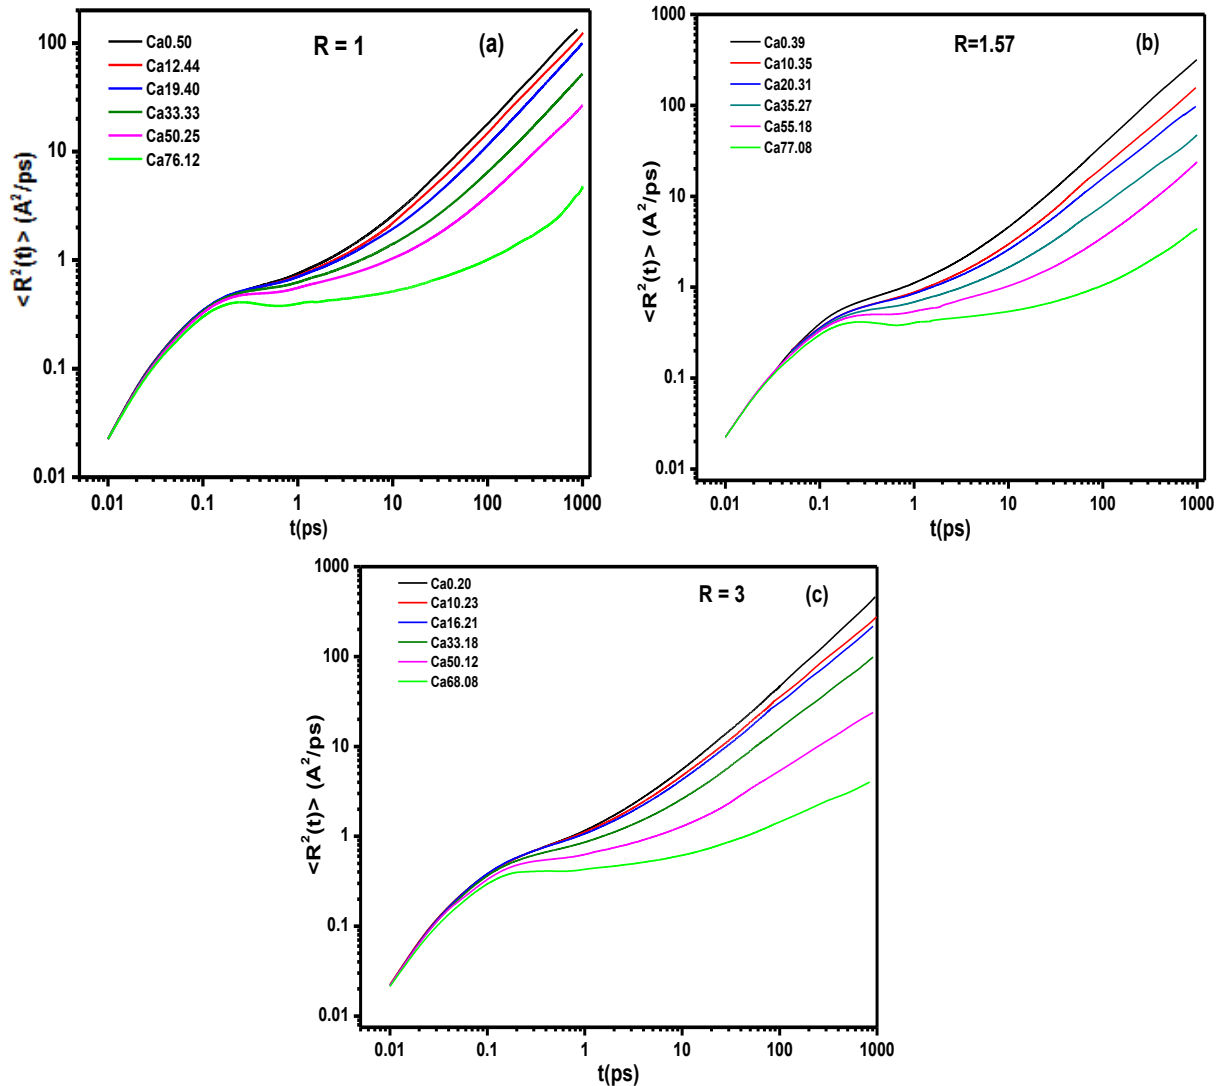 R = 1
(a)
Ca0.50
Ca12.44
Ca19.40
Ca33.33
Ca50.25
Ca76.12
100
10
1
0.1
0.01
<R²(t)> (A²/ps)
0.01 0.1 1 10 100 1000
t(ps)
R=1.57
(b)
Ca0.39
Ca10.35
Ca20.31
Ca35.27
Ca55.18
Ca77.08
1000
100
10
1
0.1
0.01
<R²(t)> (A²/ps)
0.01 0.1 1 10 100 1000
t(ps)
R = 3
(c)
Ca0.20
Ca10.23
Ca16.21
Ca33.18
Ca50.12
Ca68.08
1000
100
10
1
0.1
0.01
<R²(t)> (A²/ps)
0.01 0.1 1 10 100 1000
t(ps)